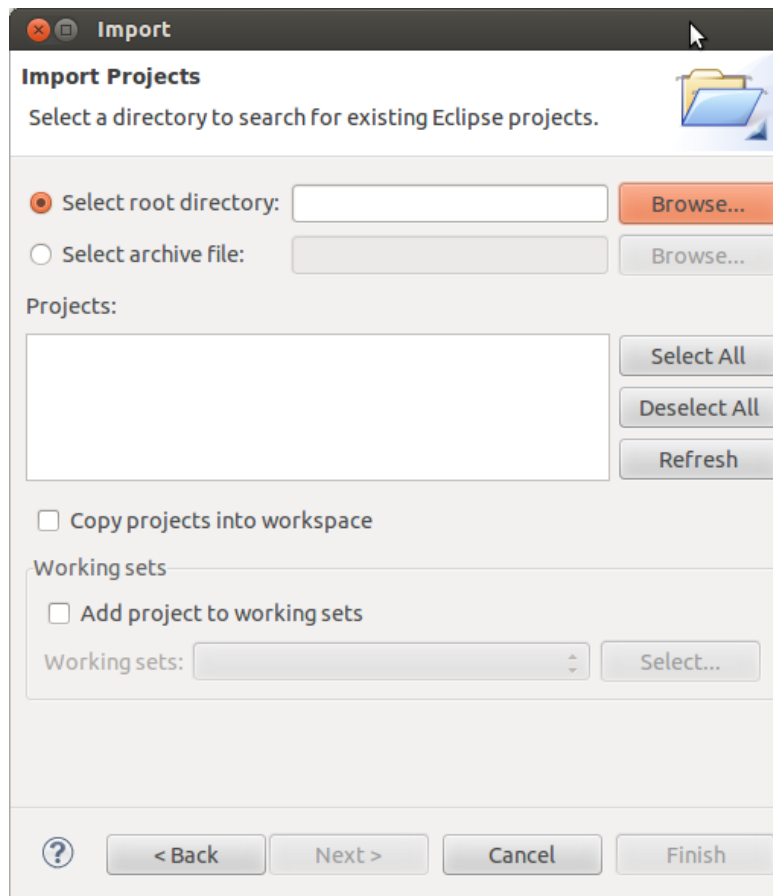 Import
Import Projects
Select a directory to search for existing Eclipse projects.
Select root directory: Browse...
Select archive file: Browse...
Projects:
Select All
Deselect All
Refresh
Copy projects into workspace
Working sets
Add project to working sets
Working sets: Select...
? < Back Next > Cancel Finish